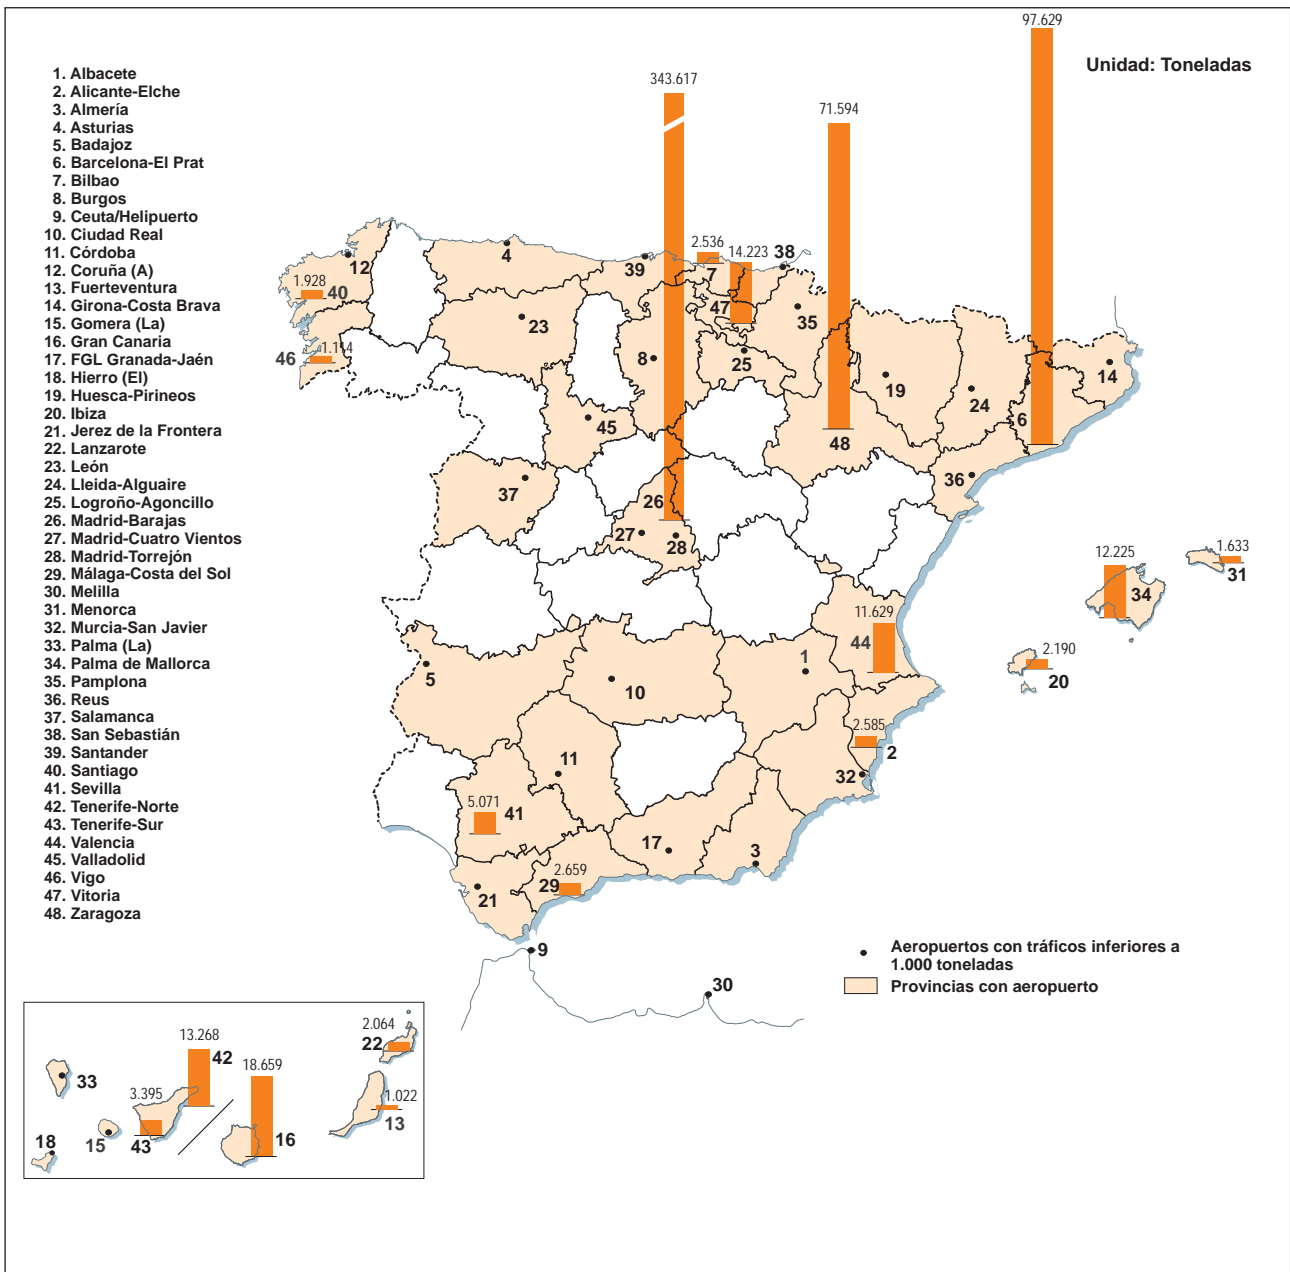 97.629
Unidad: Toneladas
343.617
71.594
1. Albacete
2. Alicante-Elche
3. Almería
4. Asturias
5. Badajoz
6. Barcelona-El Prat
7. Bilbao
8. Burgos
9. Ceuta/Helipuerto
10. Ciudad Real
11. Córdoba
12. Coruña (A)
13. Fuerteventura
14. Girona-Costa Brava
15. Gomera (La)
16. Gran Canaria
17. FGL Granada-Jaén
18. Hierro (El)
19. Huesca-Pirineos
20. Ibiza
21. Jerez de la Frontera
22. Lanzarote
23. León
24. Lleida-Alguaire
25. Logroño-Agoncillo
26. Madrid-Barajas
27. Madrid-Cuatro Vientos
28. Madrid-Torrejón
29. Málaga-Costa del Sol
30. Melilla
31. Menorca
32. Murcia-San Javier
33. Palma (La)
34. Palma de Mallorca
35. Pamplona
36. Reus
37. Salamanca
38. San Sebastián
39. Santander
40. Santiago
41. Sevilla
42. Tenerife-Norte
43. Tenerife-Sur
44. Valencia
45. Valladolid
46. Vigo
47. Vitoria
48. Zaragoza
4
2.536
14.223
38
12
39
7
1.928
40
47
35
23
46
8
25
19
24
14
6
45
48
37
26
36
27
28
12.225
1.633
31
34
11.629
44
1
2.190
20
5
10
2.585
2
11
32
5.071
41
17
3
2.659
29
21
9
30
Aeropuertos con tráficos inferiores a
1.000 toneladas
Provincias con aeropuerto
2.064
22
13.268
42
18.659
33
3.395
1.022
13
18
15
43
16